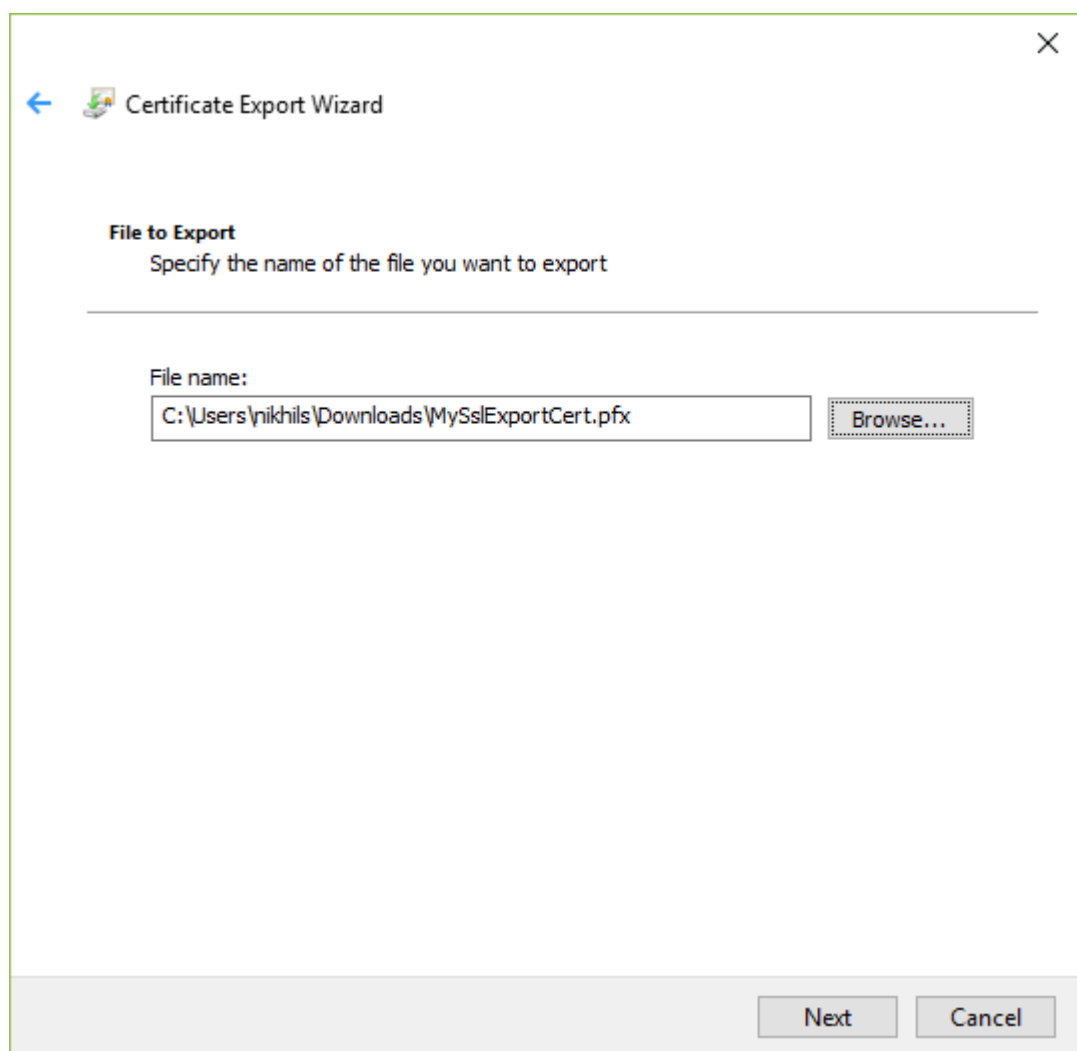 Certificate Export Wizard
File to Export
Specify the name of the file you want to export
File name:
C:\Users\nikhils\Downloads\MySslExportCert.pfx
Browse...
Next
Cancel